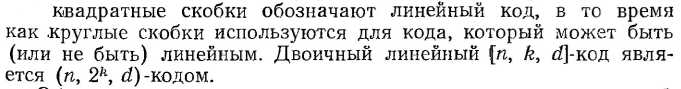 квадратные скобки обозначают линейный код, в то время
как круглые скобки используются для кода, который может быть
(или не быть) линейным. Двоичный линейный [n, k, d]-код явля-
ется (n, 2ᵏ, d)-кодом.